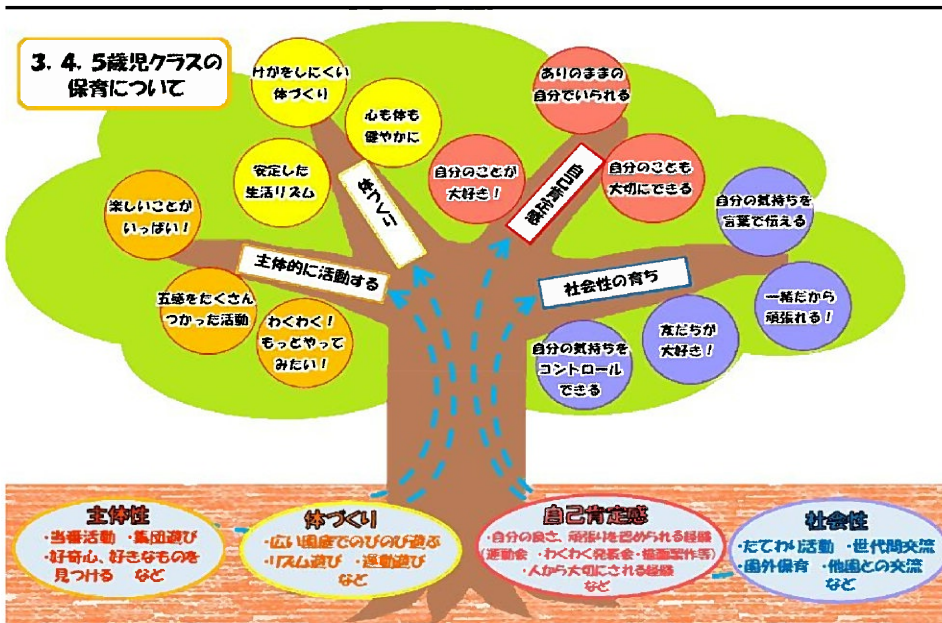 3. 4. 5歳児クラスの
保育について
けがをしにくい
体づくり
心も体も
健やかに
安定した
生活リズム
体づくり
ありのままの
自分でいられる
自分のことが
大好き！
自分のことも
大切にできる
自己肯定感
楽しいことが
いっぱい！
五感をたくさん
つかった活動
わくわく！
もっとやって
みたい！
主体的に活動する
自分の気持ちを
言葉で伝える
一緒だから
頑張れる！
友だちが
大好き！
自分の気持ちを
コントロール
できる
社会性の育ち
主体性
・当番活動 ・集団遊び
・好奇心、好きなものを
見つける など
体づくり
・広い園庭でのびのび遊ぶ
・リズム遊び ・運動遊び
など
自己肯定感
・自分の良さ、頑張りを認められる経験
(運動会・わくわく発表会・描画製作等)
・人から大切にされる経験
など
社会性
・たてわり活動 ・世代間交流
・園外保育 ・他園との交流
など